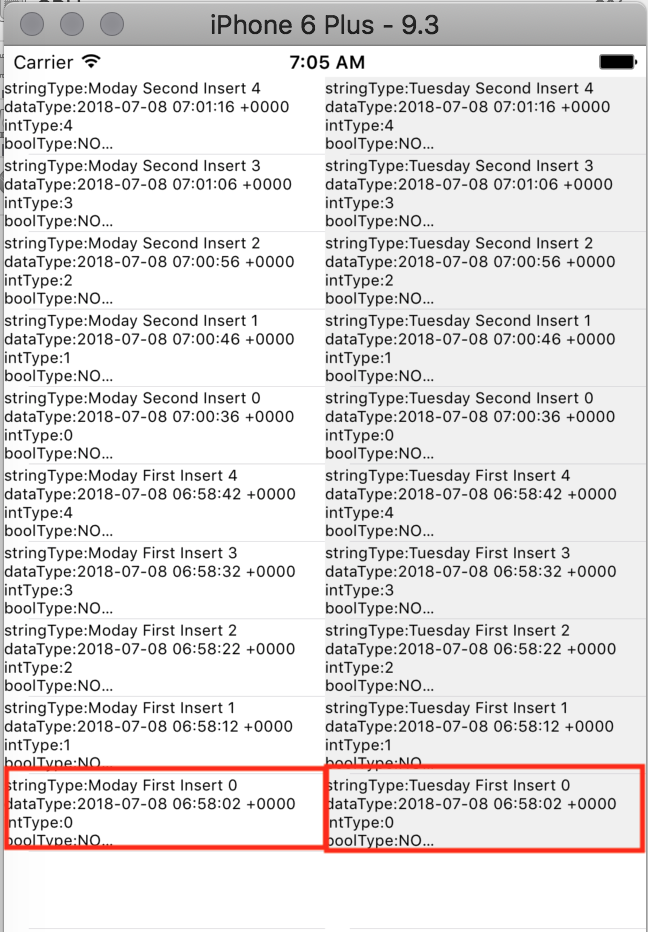 iPhone 6 Plus - 9.3
Carrier 7:05 AM
stringType:Moday Second Insert 4
dataType:2018-07-08 07:01:16 +0000
intType:4
boolType:NO...
stringType:Tuesday Second Insert 4
dataType:2018-07-08 07:01:16 +0000
intType:4
boolType:NO...
stringType:Moday Second Insert 3
dataType:2018-07-08 07:01:06 +0000
intType:3
boolType:NO...
stringType:Tuesday Second Insert 3
dataType:2018-07-08 07:01:06 +0000
intType:3
boolType:NO...
stringType:Moday Second Insert 2
dataType:2018-07-08 07:00:56 +0000
intType:2
boolType:NO...
stringType:Tuesday Second Insert 2
dataType:2018-07-08 07:00:56 +0000
intType:2
boolType:NO...
stringType:Moday Second Insert 1
dataType:2018-07-08 07:00:46 +0000
intType:1
boolType:NO...
stringType:Tuesday Second Insert 1
dataType:2018-07-08 07:00:46 +0000
intType:1
boolType:NO...
stringType:Moday Second Insert 0
dataType:2018-07-08 07:00:36 +0000
intType:0
boolType:NO...
stringType:Tuesday Second Insert 0
dataType:2018-07-08 07:00:36 +0000
intType:0
boolType:NO...
stringType:Moday First Insert 4
dataType:2018-07-08 06:58:42 +0000
intType:4
boolType:NO...
stringType:Tuesday First Insert 4
dataType:2018-07-08 06:58:42 +0000
intType:4
boolType:NO...
stringType:Moday First Insert 3
dataType:2018-07-08 06:58:32 +0000
intType:3
boolType:NO...
stringType:Tuesday First Insert 3
dataType:2018-07-08 06:58:32 +0000
intType:3
boolType:NO...
stringType:Moday First Insert 2
dataType:2018-07-08 06:58:22 +0000
intType:2
boolType:NO...
stringType:Tuesday First Insert 2
dataType:2018-07-08 06:58:22 +0000
intType:2
boolType:NO...
stringType:Moday First Insert 1
dataType:2018-07-08 06:58:12 +0000
intType:1
boolType:NO...
stringType:Tuesday First Insert 1
dataType:2018-07-08 06:58:12 +0000
intType:1
boolType:NO...
stringType:Moday First Insert 0
dataType:2018-07-08 06:58:02 +0000
intType:0
boolType:NO...
stringType:Tuesday First Insert 0
dataType:2018-07-08 06:58:02 +0000
intType:0
boolType:NO...